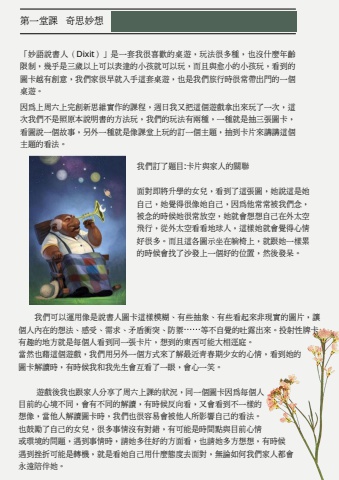 第一堂課　奇思妙想
「妙語說書人（Dixit）」是一套我很喜歡的桌遊，玩法很多種，也沒什麼年齡
限制，幾乎是三歲以上可以表達的小孩就可以玩，而且與愈小的小孩玩，看到的
圖卡越有創意，我們家很早就入手這套桌遊，也是我們旅行時很常帶出門的一個
桌遊。
因爲上周六上完創新思維實作的課程，週日我又把這個遊戲拿出來玩了一次，這
次我們不是照原本說明書的方法玩，我們的玩法有兩種，一種就是抽三張圖卡，
看圖說一個故事，另外一種就是像課堂上玩的訂一個主題，抽到卡片來講講這個
主題的看法。
我們訂了題目:卡片與家人的關聯
面對即將升學的女兒，看到了這張圖，她說這是她
自己，她覺得很像她自己，因爲他常常被我們念，
被念的時候她很常放空，她就會想想自己在外太空
飛行，從外太空看看地球人，這樣她就會覺得心情
好很多。而且這各圖示坐在輪椅上，就跟她一樣累
的時候會找了沙發上一個好的位置，然後發呆。
我們可以運用像是說書人圖卡這樣模糊、有些抽象、有些看起來非現實的圖片，讓
個人內在的想法、感受、需求、矛盾衝突、防禦⋯⋯等不自覺的吐露出來。投射性牌卡
有趣的地方就是每個人看到同一張卡片，想到的東西可能大相逕庭。
當然也藉這個遊戲，我們用另外一個方式來了解最近青春期少女的心情，看到她的
圖卡解讀時，有時候我和我先生會互看了一眼，會心一笑。
遊戲後我也跟家人分享了周六上課的狀況，同一個圖卡因爲每個人
目前的心境不同，會有不同的解讀，有時候反向看，又會看到不一樣的
想像，當他人解讀圖卡時，我們也很容易會被他人所影響自己的看法。
也鼓勵了自己的女兒，很多事情沒有對錯，有可能是時間點與目前心情
或環境的問題，遇到事情時，請她多往好的方面看，也請她多方想想，有時候
遇到挫折可能是轉機，就是看她自己用什麼態度去面對，無論如何我們家人都會
永遠陪伴她。